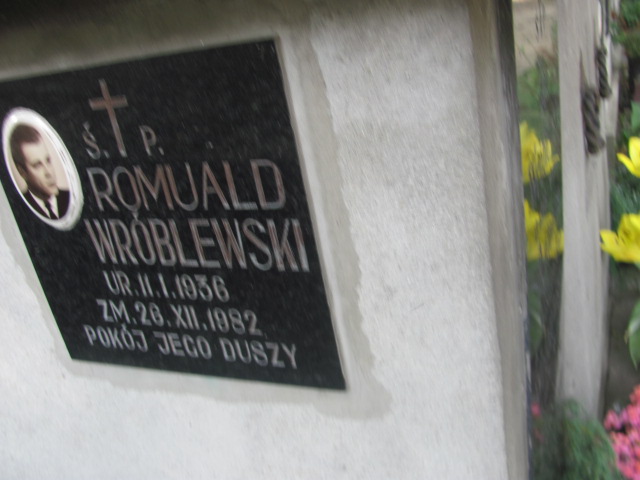 Ś. P.
ROMUALD
WRÓBLEWSKI
UR. 11.I.1936
ZM. 26.XII.1982
POKÓJ JEGO DUSZY